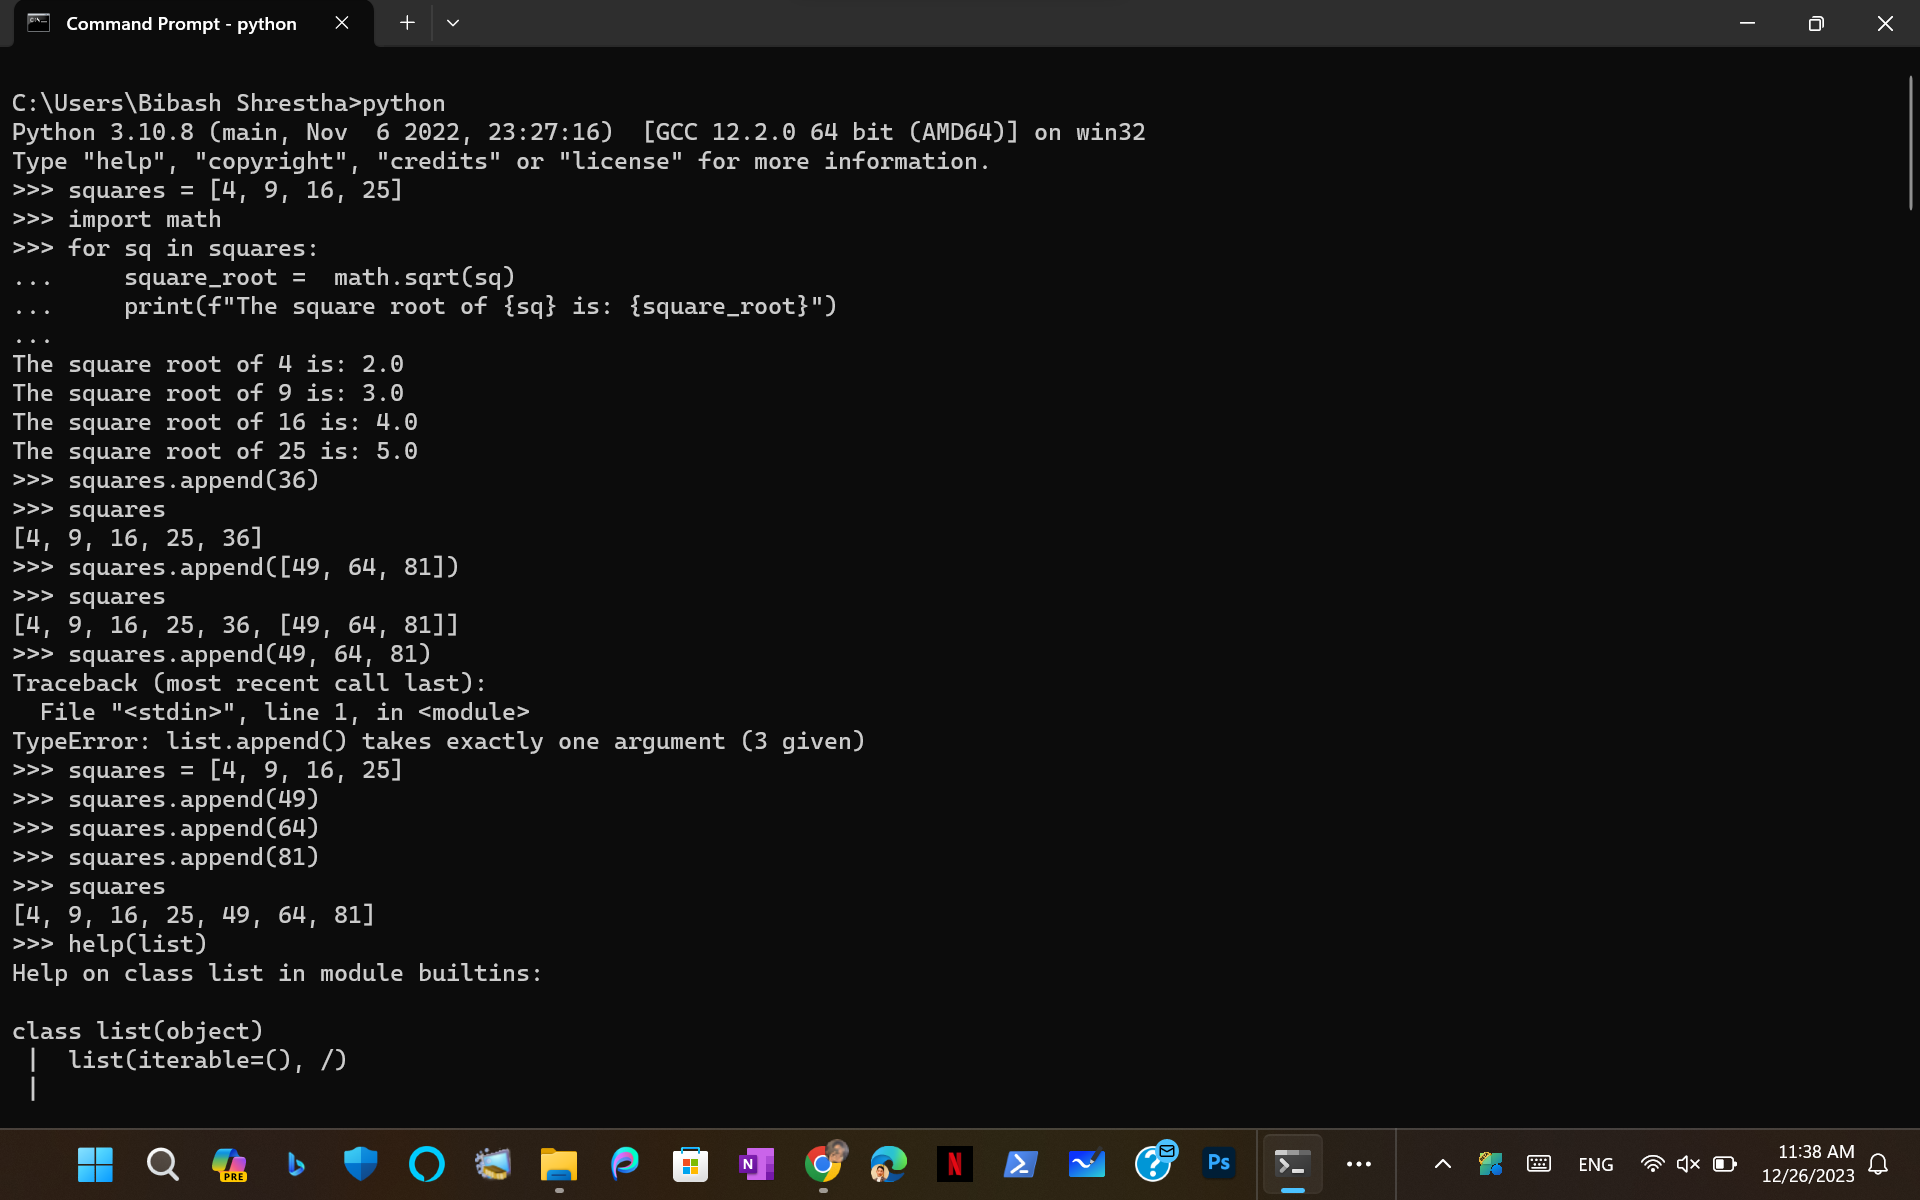 Command Prompt - python
C:\Users\Bibash Shrestha>python
Python 3.10.8 (main, Nov  6 2022, 23:27:16)  [GCC 12.2.0 64 bit (AMD64)] on win32
Type "help", "copyright", "credits" or "license" for more information.
>>> squares = [4, 9, 16, 25]
>>> import math
>>> for sq in squares:
...     square_root =  math.sqrt(sq)
...     print(f"The square root of {sq} is: {square_root}")
...
The square root of 4 is: 2.0
The square root of 9 is: 3.0
The square root of 16 is: 4.0
The square root of 25 is: 5.0
>>> squares.append(36)
>>> squares
[4, 9, 16, 25, 36]
>>> squares.append([49, 64, 81])
>>> squares
[4, 9, 16, 25, 36, [49, 64, 81]]
>>> squares.append(49, 64, 81)
Traceback (most recent call last):
  File "<stdin>", line 1, in <module>
TypeError: list.append() takes exactly one argument (3 given)
>>> squares = [4, 9, 16, 25]
>>> squares.append(49)
>>> squares.append(64)
>>> squares.append(81)
>>> squares
[4, 9, 16, 25, 49, 64, 81]
>>> help(list)
Help on class list in module builtins:
class list(object)
 |  list(iterable=(), /)
 |
PRE
N
N
Ps
ENG
11:38 AM
12/26/2023